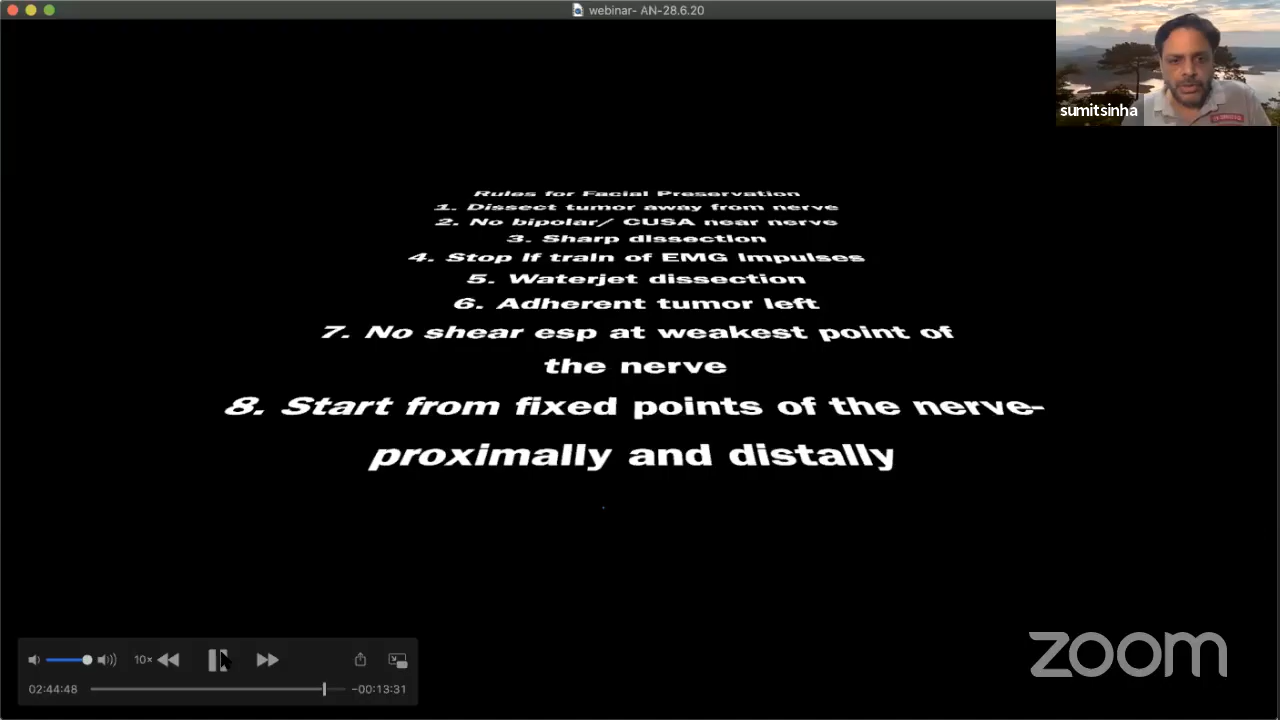 webinar- AN-28.6.20
sumitsinha
Rules for Facial Preservation
1. Dissect tumor away from nerve
2. No bipolar/ CUSA near nerve
3. Sharp dissection
4. Stop if train of EMG impulses
5. Waterjet dissection
6. Adherent tumor left
7. No shear esp at weakest point of
the nerve
8. Start from fixed points of the nerve-
proximally and distally
10×
02:44:48
-00:13:31
zoom